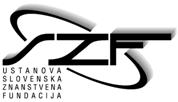 SZF
USTANOVA
SLOVENSKA
ZNANSTVENA
FUNDACIJA